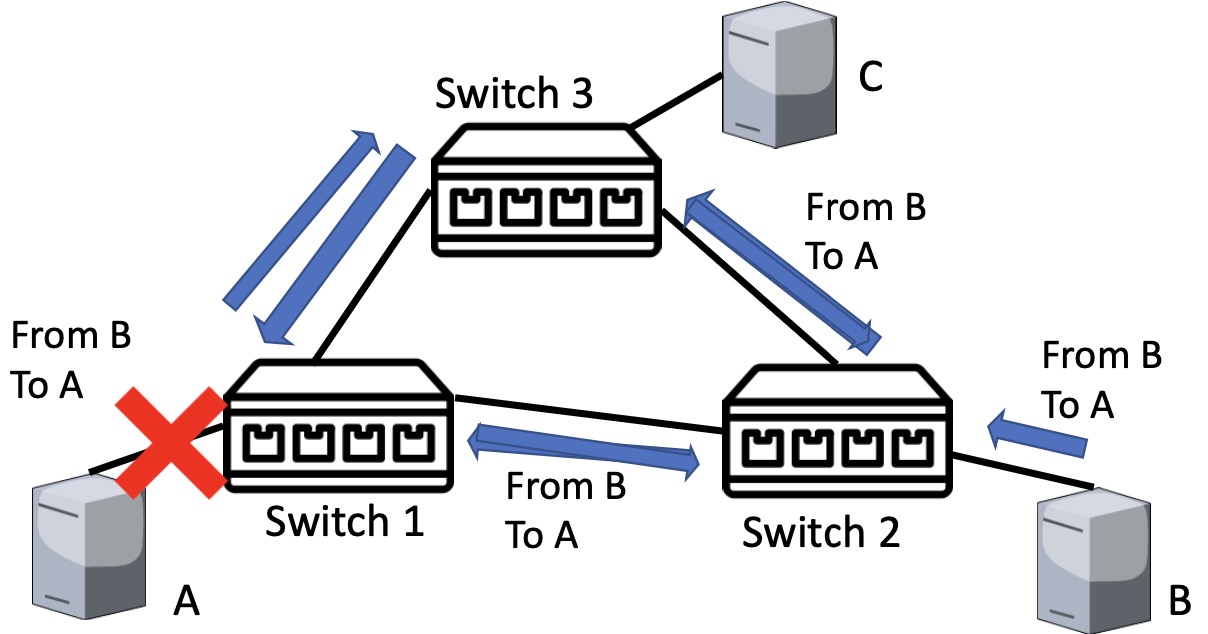 C
Switch 3
From B
To A
From B
To A
From B
To A
From B
To A
Switch 1
Switch 2
A
B